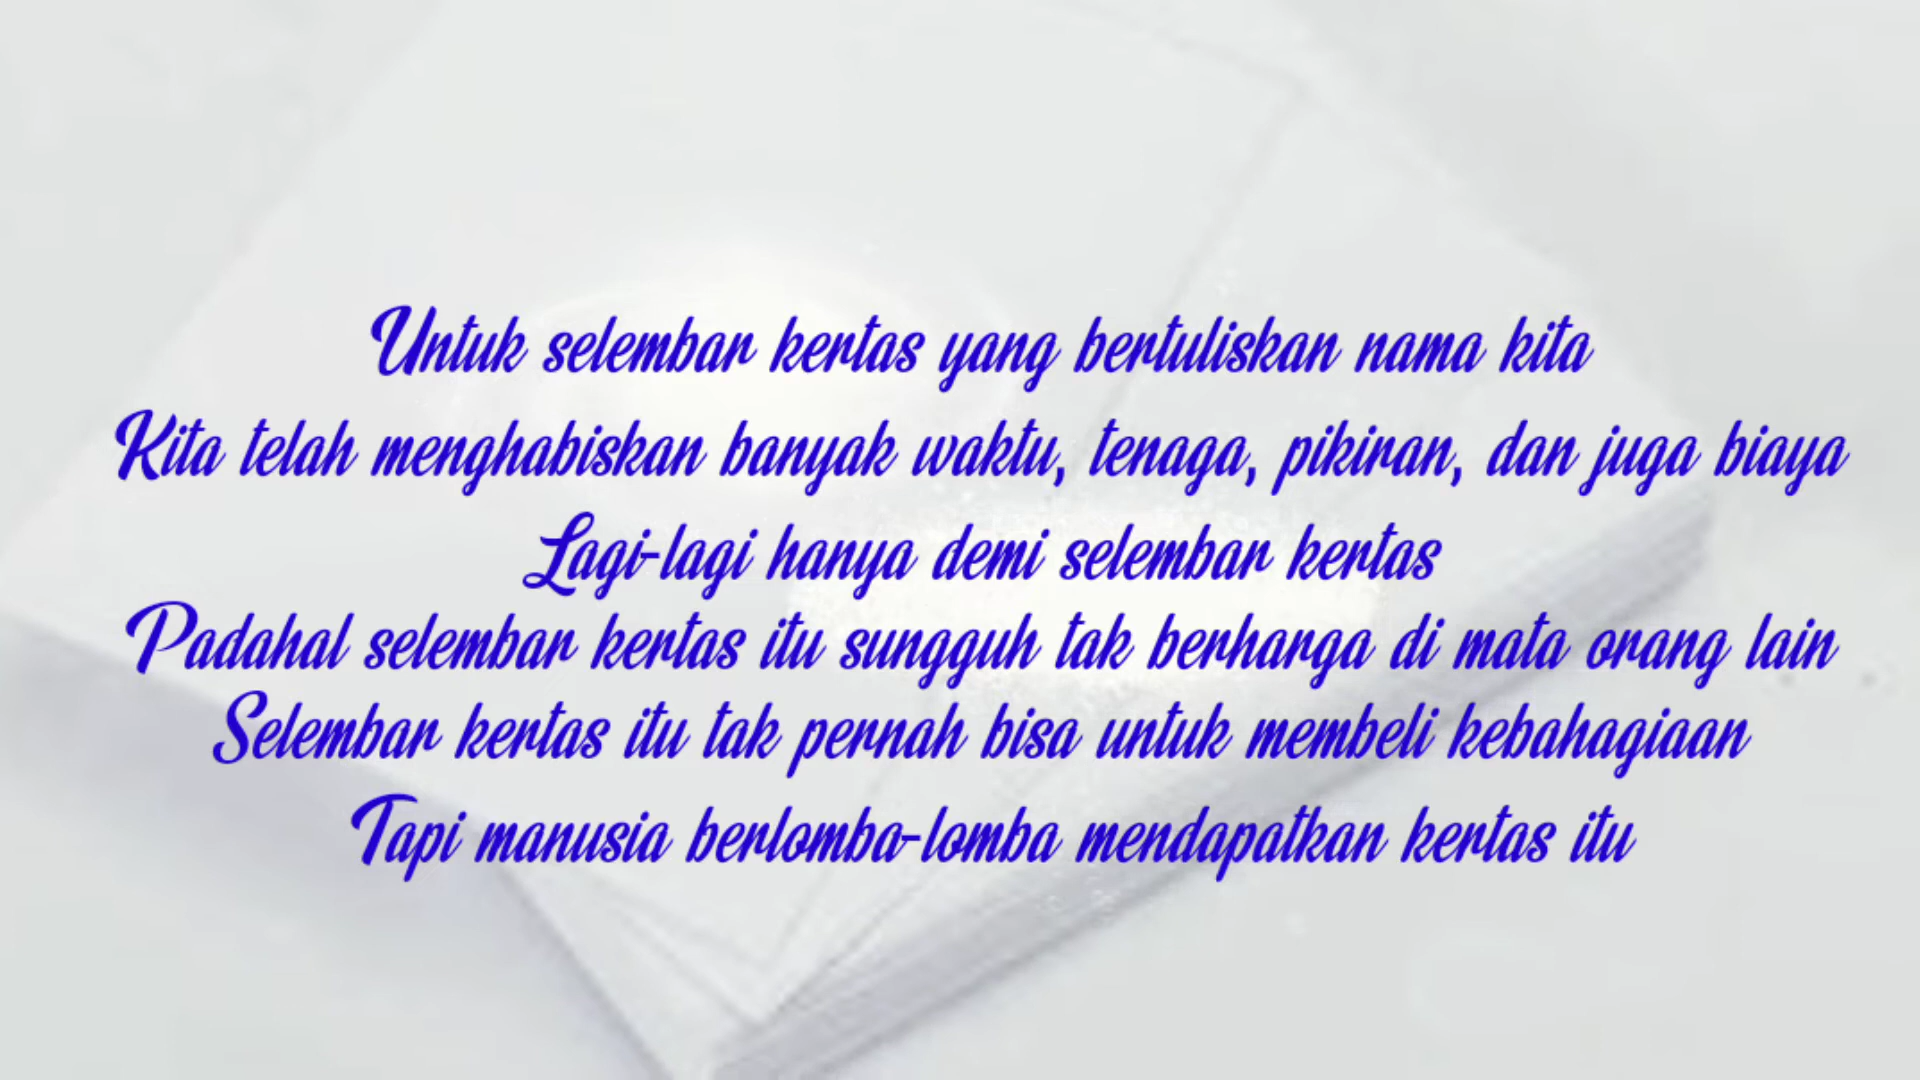 Untuk selembar kertas yang bertuliskan nama kita
Kita telah menghabiskan banyak waktu, tenaga, pikiran, dan juga biaya
Lagi-lagi hanya demi selembar kertas
Padahal selembar kertas itu sungguh tak berharga di mata orang lain
Selembar kertas itu tak pernah bisa untuk membeli kebahagiaan
Tapi manusia berlomba-lomba mendapatkan kertas itu